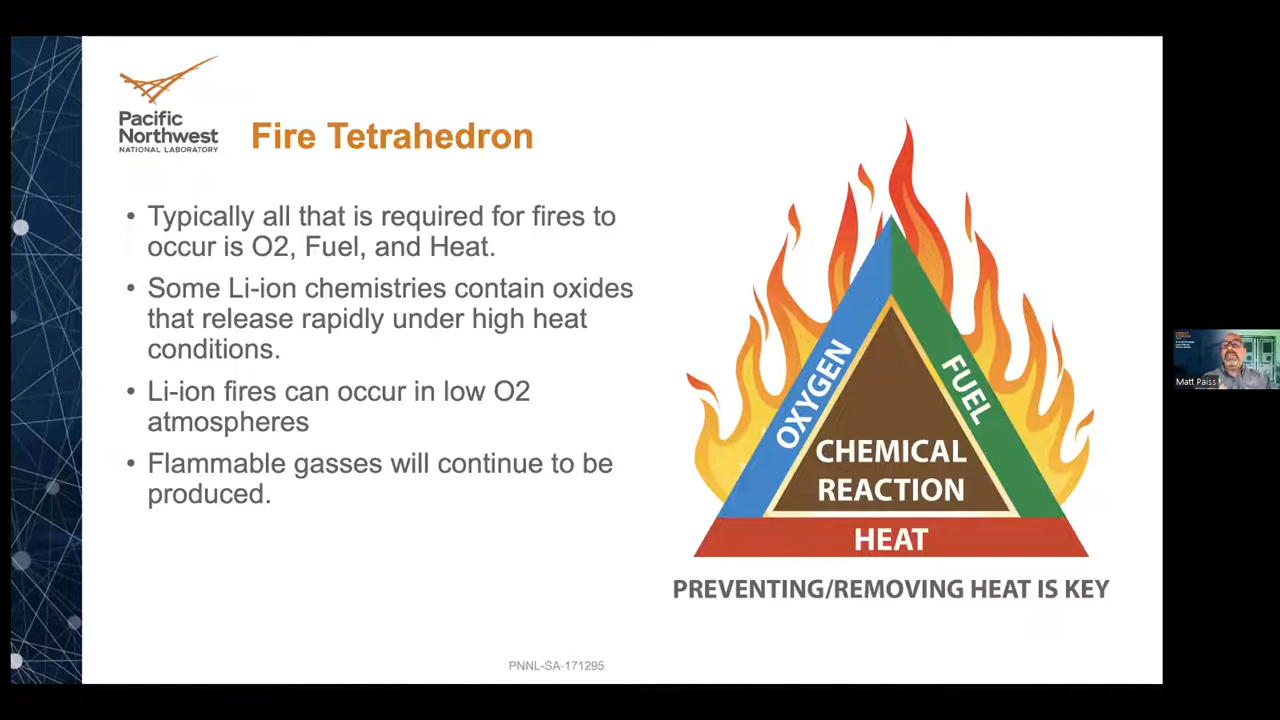 Pacific
Northwest
NATIONAL LABORATORY
Fire Tetrahedron
• Typically all that is required for fires to
occur is O2, Fuel, and Heat.
• Some Li-ion chemistries contain oxides
that release rapidly under high heat
conditions.
• Li-ion fires can occur in low O2
atmospheres
• Flammable gasses will continue to be
produced.
OXYGEN
FUEL
CHEMICAL
REACTION
HEAT
PREVENTING/REMOVING HEAT IS KEY
PNNL-SA-171295
Matt Paiss